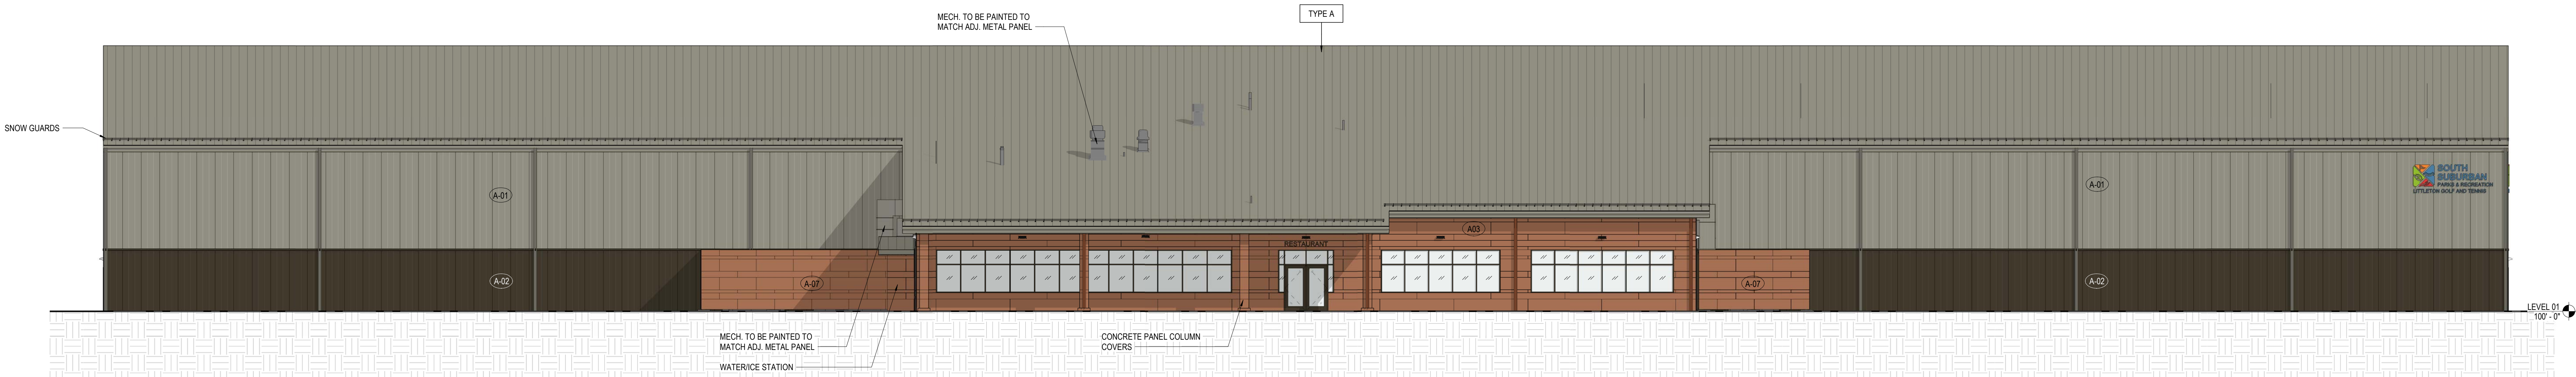 TYPE A
MECH. TO BE PAINTED TO
MATCH ADJ. METAL PANEL
SNOW GUARDS
A-01
A-01
SOUTH
SUBURBAN
PARKS & RECREATION
LITTLETON GOLF AND TENNIS
A03
RESTAURANT
A-02
A-07
A-07
A-02
LEVEL 01
100' - 0"
MECH. TO BE PAINTED TO
MATCH ADJ. METAL PANEL
WATER/ICE STATION
CONCRETE PANEL COLUMN
COVERS